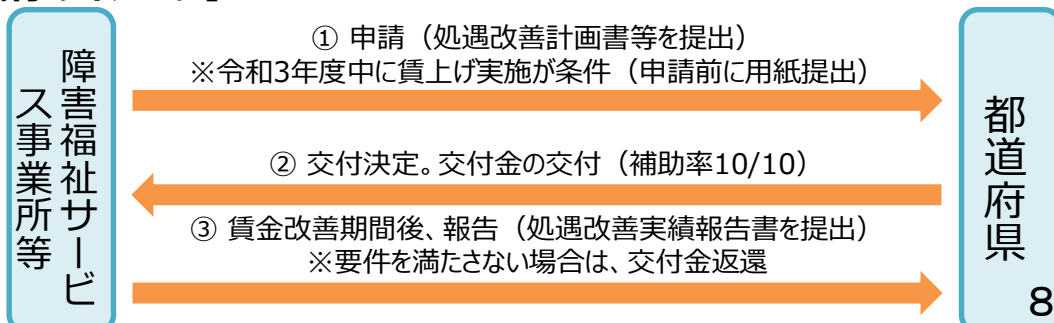 障害福祉サービ
ス事業所等
① 申請（処遇改善計画書等を提出）
※令和3年度中に賃上げ実施が条件（申請前に用紙提出）
② 交付決定。交付金の交付（補助率10/10）
③ 賃金改善期間後、報告（処遇改善実績報告書を提出）
※要件を満たさない場合は、交付金返還
都道府県
8